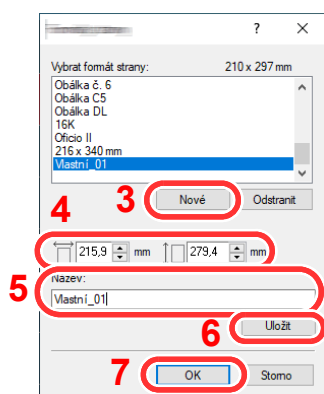 ?
Vybrat formát strany: 210 x 297 mm
Obálka č. 6
Obálka C5
Obálka DL
16K
Oficio II
216 x 340 mm
Vlastní_01
3 Nové Odstranit
4
215,9 mm 279,4 mm
5 Název:
Vlastní_01
6 Uložit
7 OK Storno